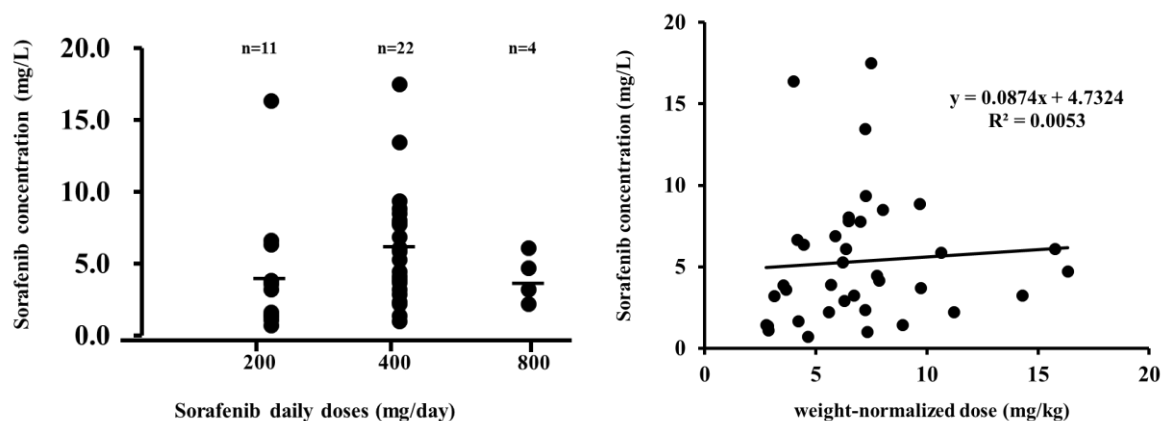 n=11 n=22 n=4
20.0
15.0
10.0
5.0
0.0
Sorafenib concentration (mg/L)
200 400 800
Sorafenib daily doses (mg/day)
20
15
10
5
0
Sorafenib concentration (mg/L)
y = 0.0874x + 4.7324
R² = 0.0053
0 5 10 15 20
weight-normalized dose (mg/kg)